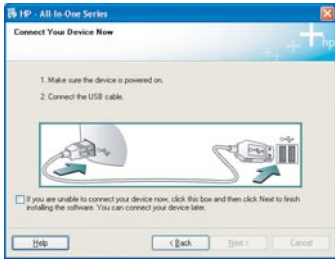 HP - All-In-One Series
Connect Your Device Now
hp
1. Make sure the device is powered on.
2. Connect the USB cable.
If you are unable to connect your device now, click this box and then click Next to finish
installing the software. You can connect your device later.
Help
< Back
Next >
Cancel